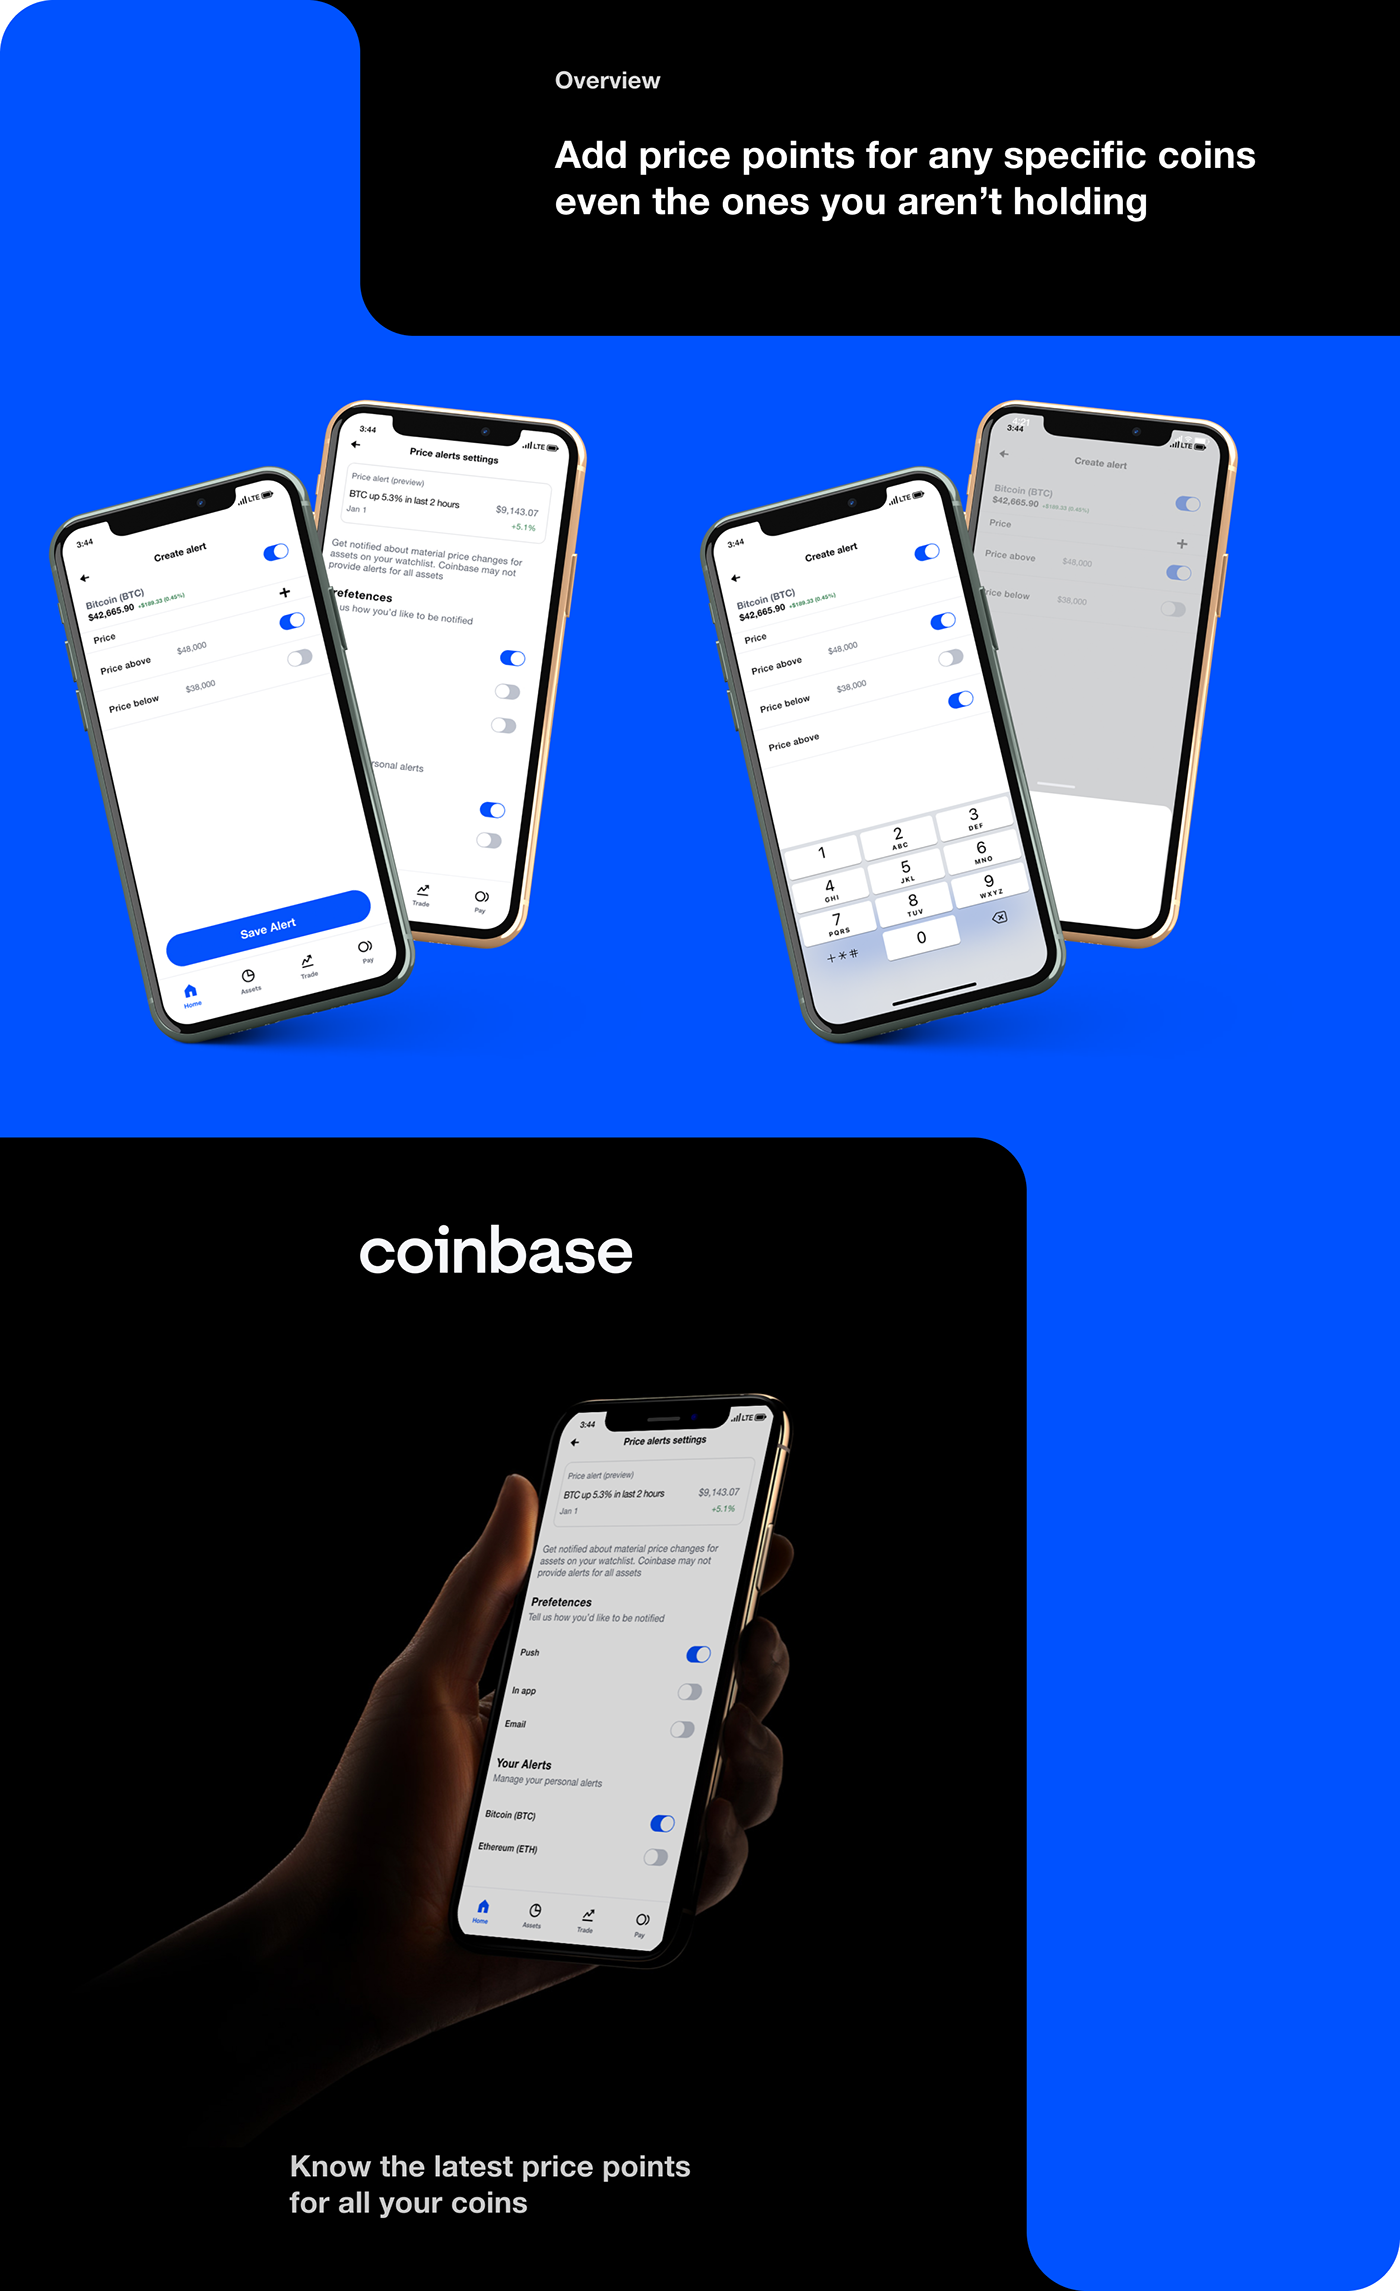 Overview
Add price points for any specific coins
even the ones you aren't holding
3:44
LTE
Create alert
Bitcoin (BTC)
$42,665.90 +$189.33 (0.45%)
Price
Price above $48,000
Price below $38,000
Save Alert
Home
Assets
Trade
Pay
3:44
LTE
Price alerts settings
Price alert (preview)
BTC up 5.3% in last 2 hours $9,143.07
Jan 1 +5.1%
Get notified about material price changes for
assets on your watchlist. Coinbase may not
provide alerts for all assets
refetences
us how you'd like to be notified
rsonal alerts
Trade
Pay
3:44
LTE
Create alert
Bitcoin (BTC)
$42,665.90 +$189.33 (0.45%)
Price
Price above $48,000
Price below $38,000
Price above
1
2 ABC
3 DEF
4 GHI
5 JKL
6 MNO
7 PQRS
8 TUV
9 WXYZ
+*#
0
3:44
LTE
Create alert
Bitcoin (BTC)
$42,665.90 +$189.33 (0.45%)
Price
Price above $48,000
rice below $38,000
coinbase
3:44
LTE
Price alerts settings
Price alert (preview)
BTC up 5.3% in last 2 hours $9,143.07
Jan 1 +5.1%
Get notified about material price changes for
assets on your watchlist. Coinbase may not
provide alerts for all assets
Prefetences
Tell us how you'd like to be notified
Push
In app
Email
Your Alerts
Manage your personal alerts
Bitcoin (BTC)
Ethereum (ETH)
Home
Assets
Trade
Pay
Know the latest price points
for all your coins